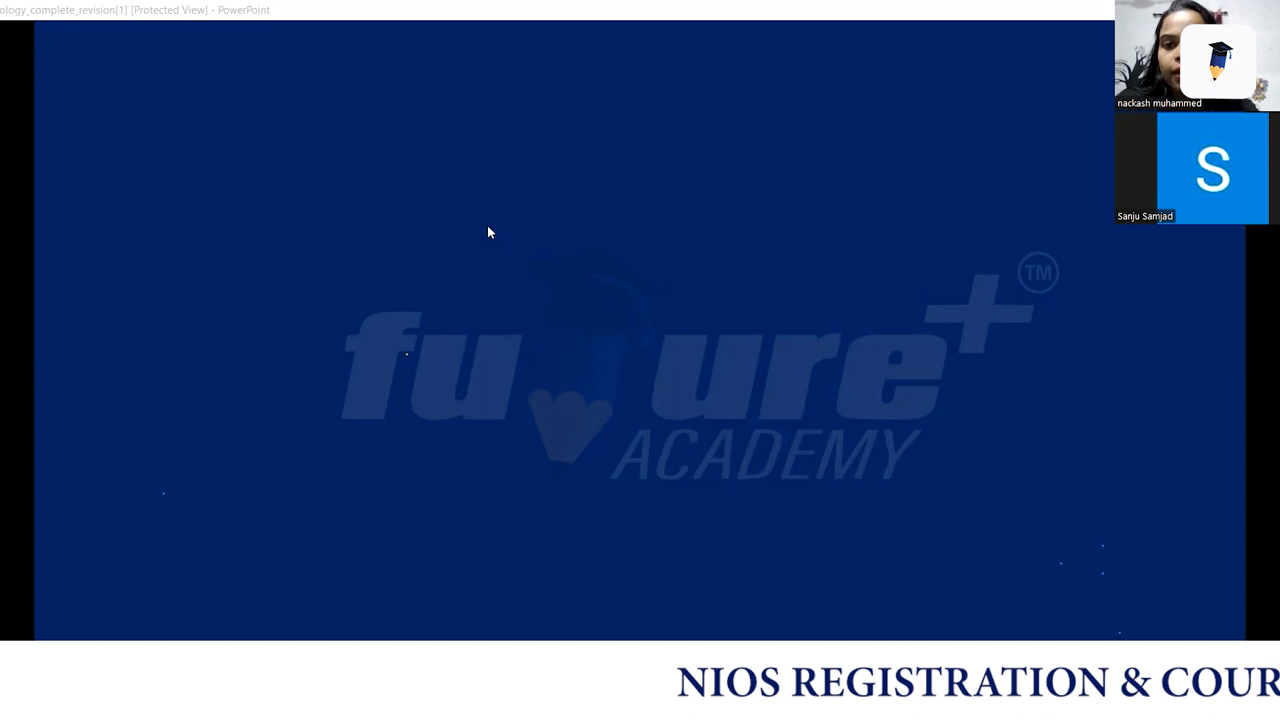 ology_complete_revision[1] [Protected View] - PowerPoint
nackash muhammed
S
Sanju Samjad
future+ TM
ACADEMY
NIOS REGISTRATION & COUR